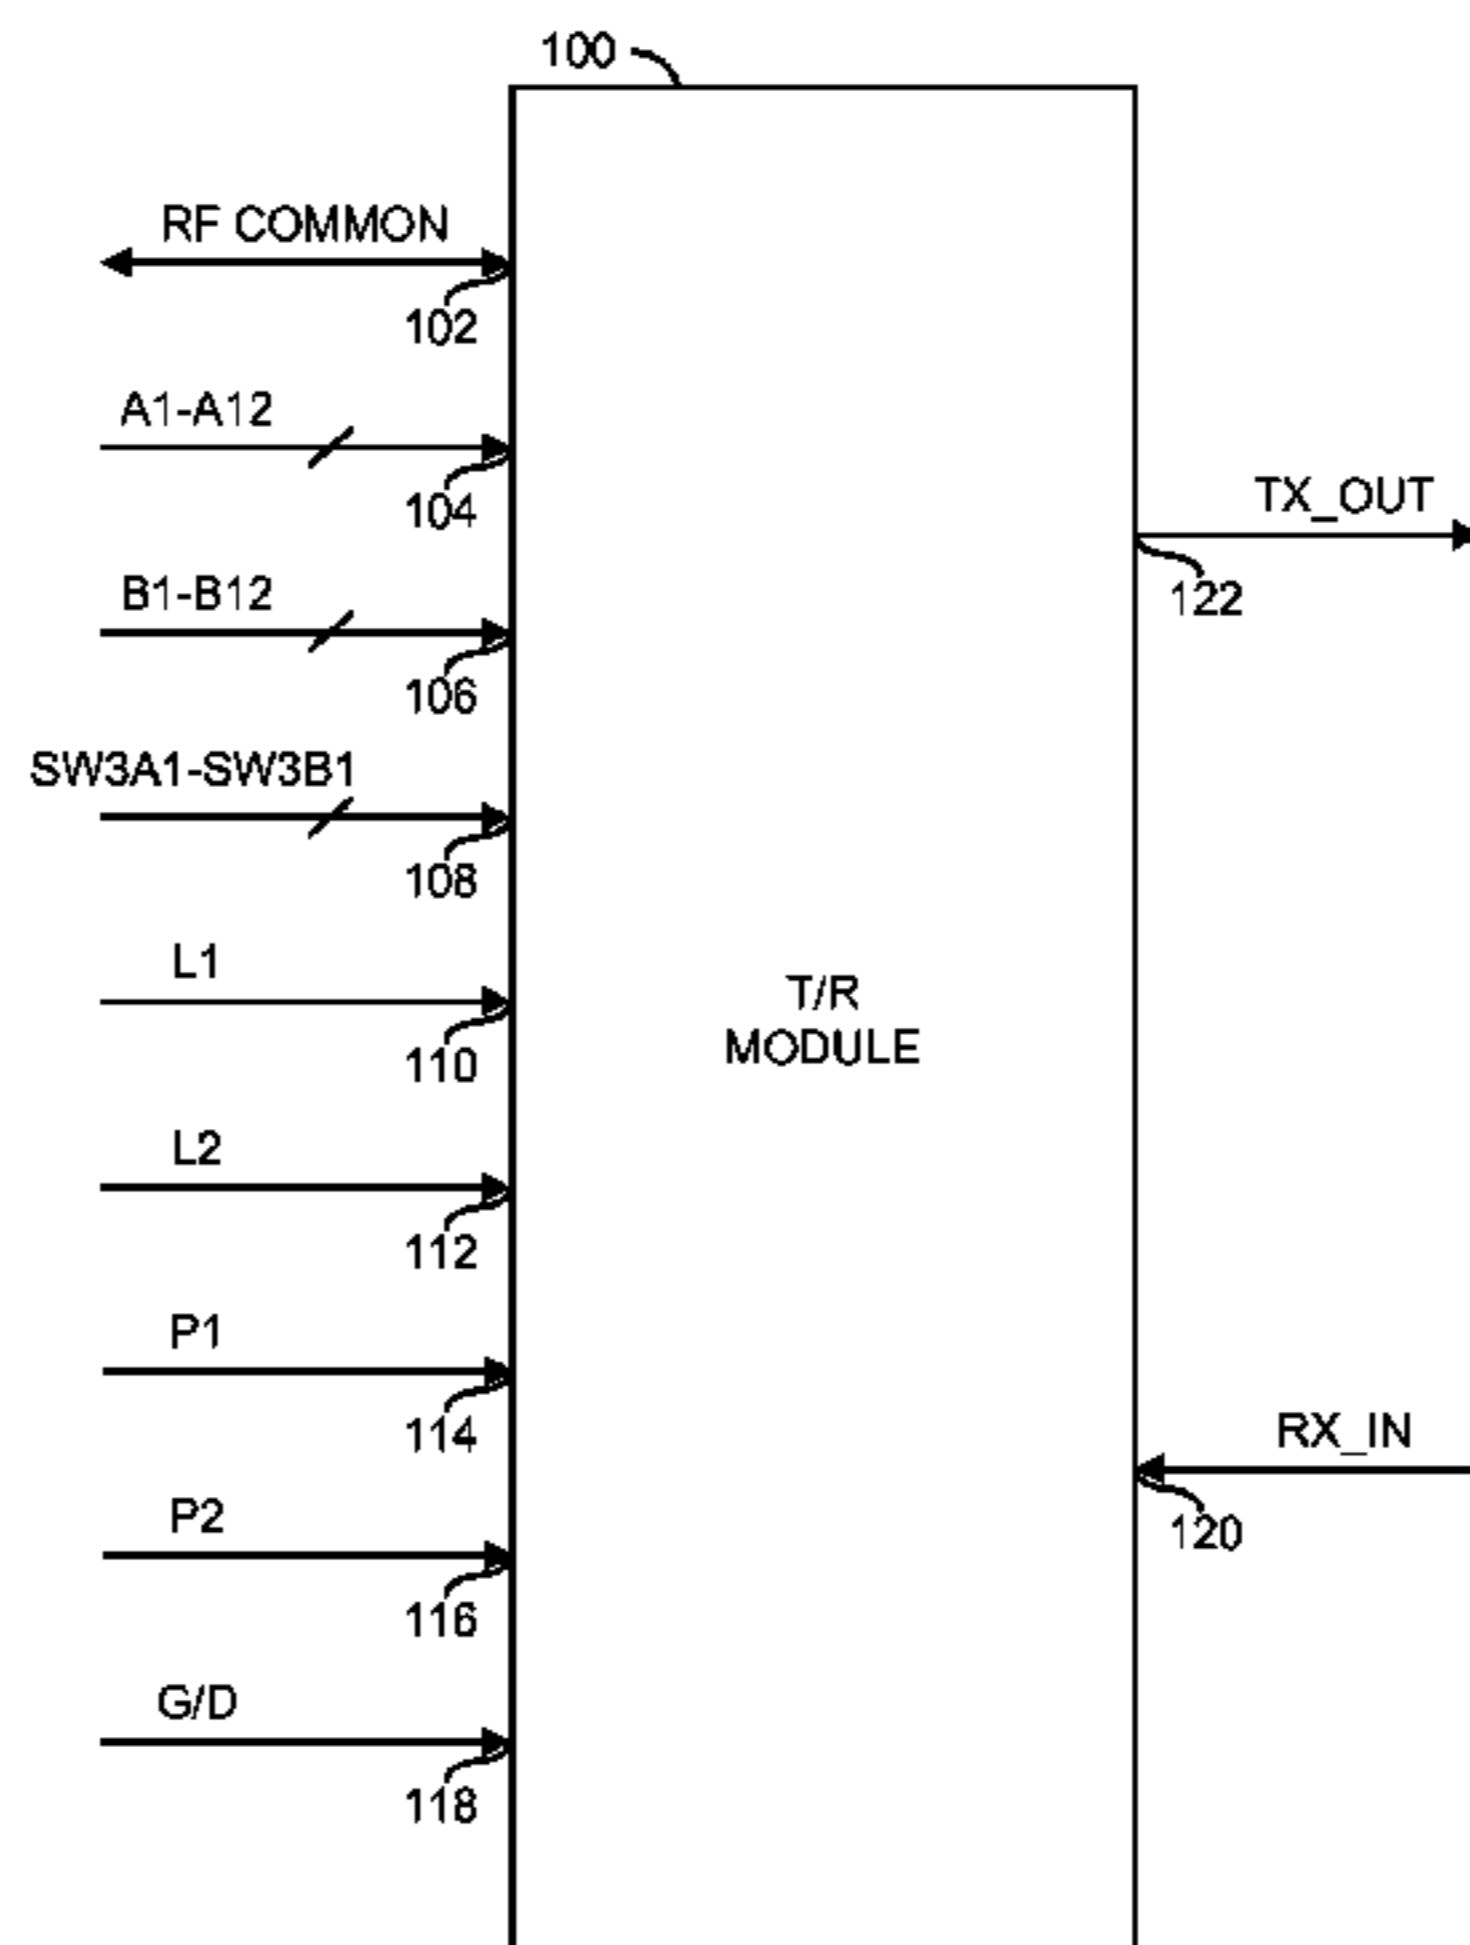 100
RF COMMON
102
A1-A12
104
TX_OUT
122
B1-B12
106
SW3A1-SW3B1
108
L1
110
T/R
MODULE
L2
112
P1
114
RX_IN
120
P2
116
G/D
118